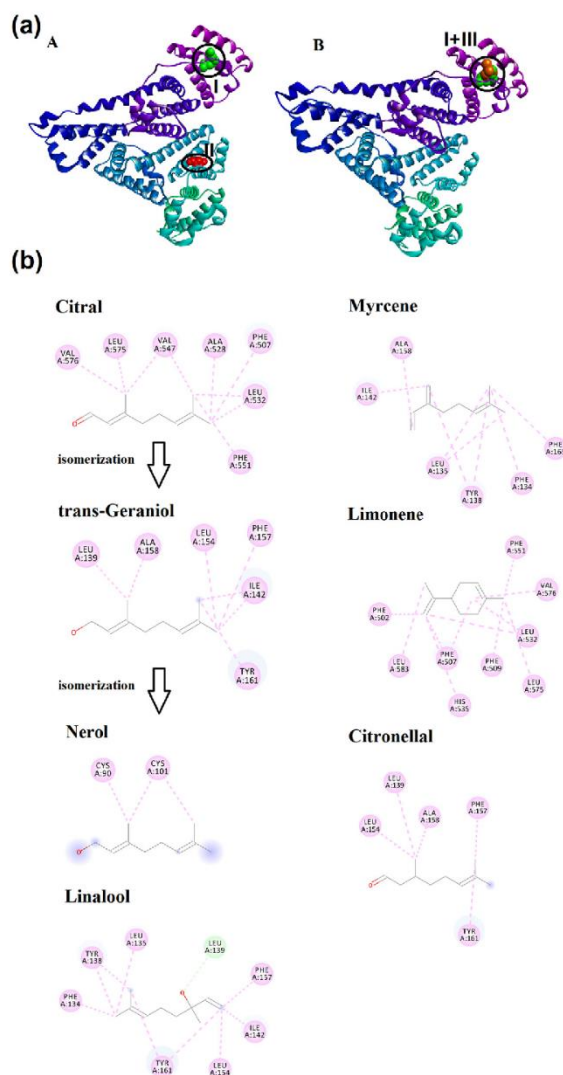 (a)
A
I
II
B
I+III
(b)
Citral
VAL
A:576
LEU
A:575
VAL
A:547
ALA
A:528
PHE
A:507
LEU
A:532
PHE
A:551
isomerization
trans-Geraniol
LEU
A:139
ALA
A:158
LEU
A:154
PHE
A:157
ILE
A:142
TYR
A:161
isomerization
Nerol
CYS
A:90
CYS
A:101
Linalool
PHE
A:134
TYR
A:138
LEU
A:135
LEU
A:139
PHE
A:157
ILE
A:142
LEU
A:154
TYR
A:161
Myrcene
ALA
A:158
ILE
A:142
LEU
A:135
TYR
A:138
PHE
A:134
PHE
Limonene
PHE
A:551
VAL
A:576
PHE
A:502
LEU
A:532
LEU
A:583
PHE
A:507
PHE
A:509
LEU
A:575
HIS
A:535
Citronellal
LEU
A:139
LEU
A:154
ALA
A:158
PHE
A:157
TYR
A:161